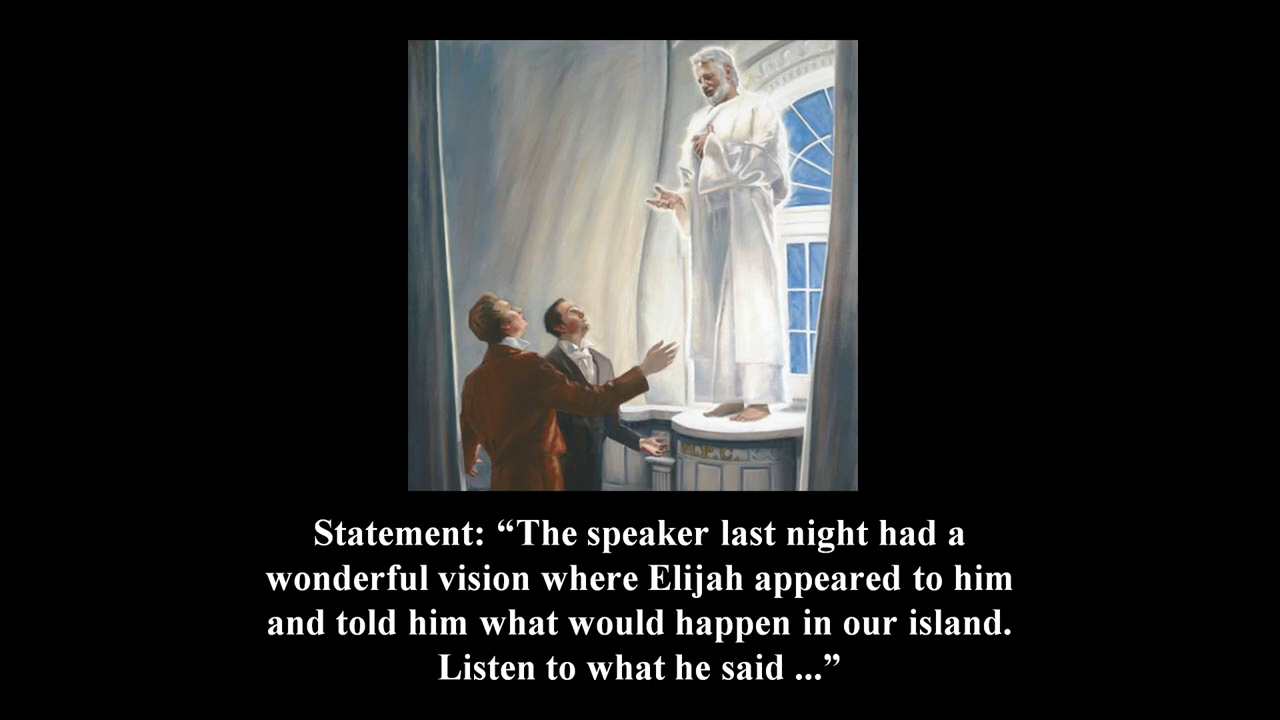 Statement: “The speaker last night had a
wonderful vision where Elijah appeared to him
and told him what would happen in our island.
Listen to what he said ...”